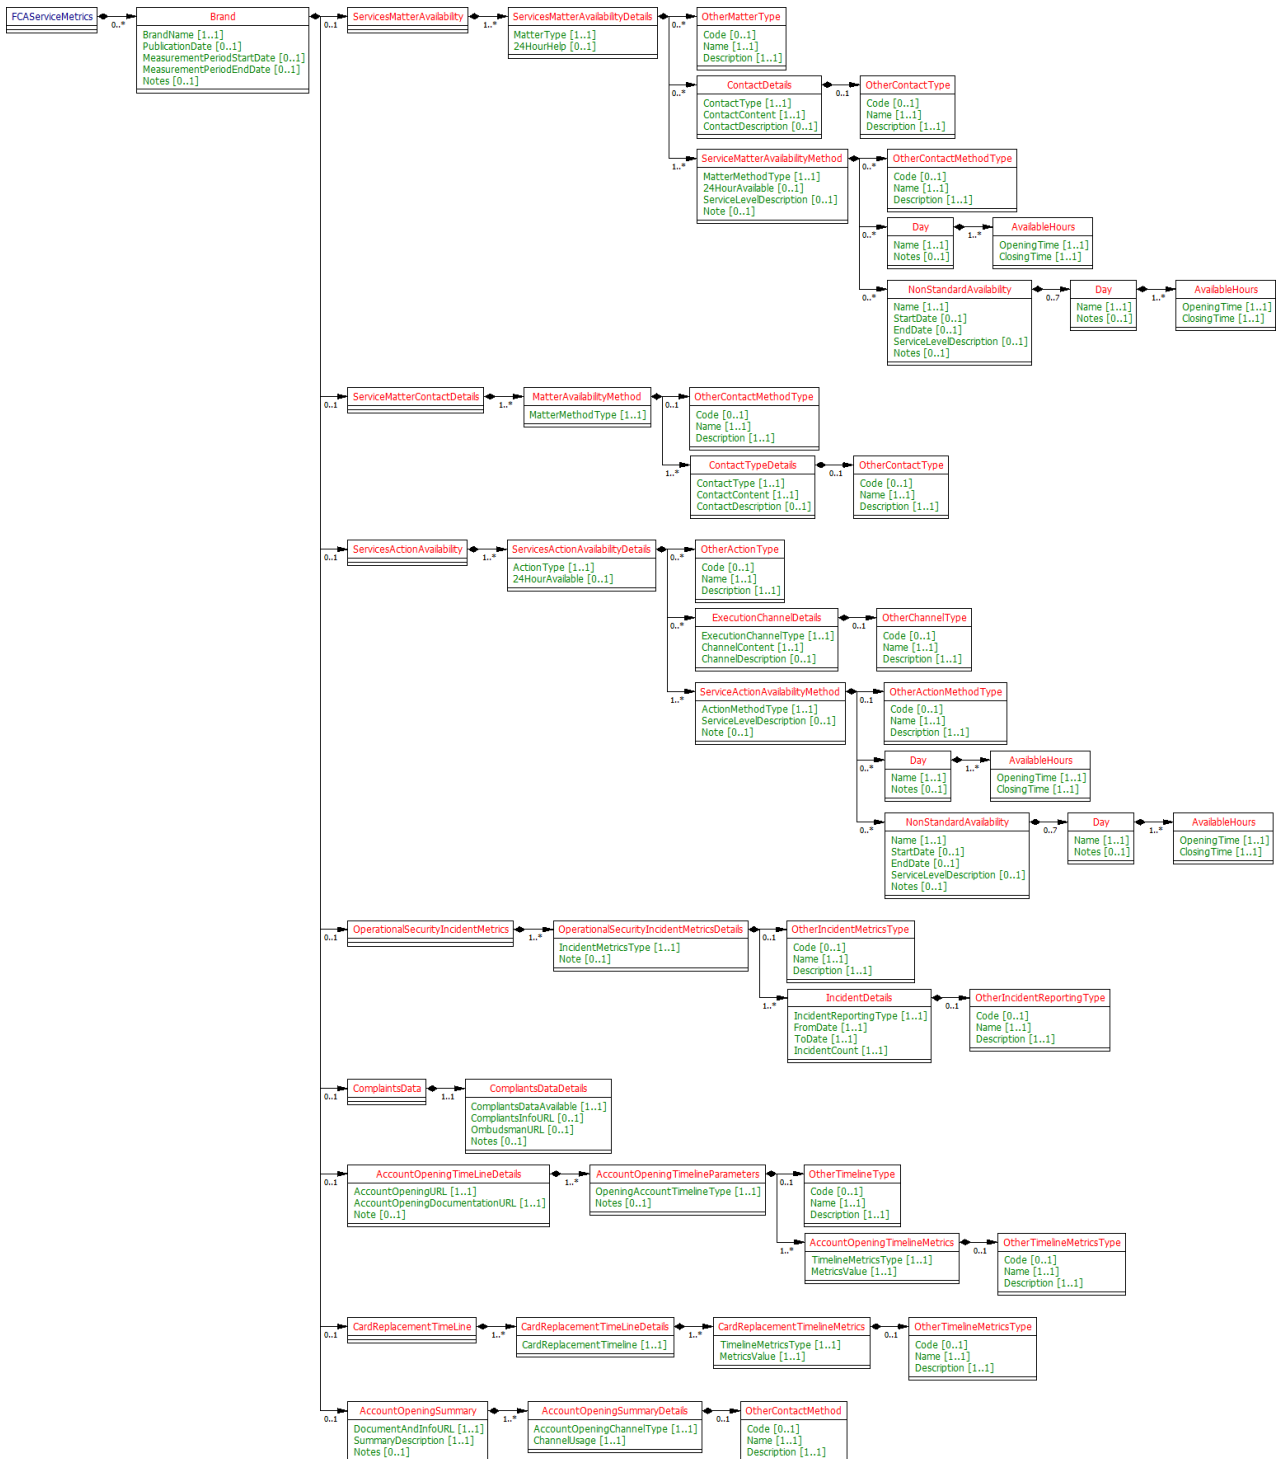 FCAServiceMetrics
0..*
Brand
BrandName [1..1]
PublicationDate [0..1]
MeasurementPeriodStartDate [0..1]
MeasurementPeriodEndDate [0..1]
Notes [0..1]
0..1
ServicesMatterAvailability
1..*
ServicesMatterAvailabilityDetails
MatterType [1..1]
24HourHelp [0..1]
0..*
OtherMatterType
Code [0..1]
Name [1..1]
Description [1..1]
0..*
ContactDetails
ContactType [1..1]
ContactContent [1..1]
ContactDescription [0..1]
0..1
OtherContactType
Code [0..1]
Name [1..1]
Description [1..1]
1..*
ServiceMatterAvailabilityMethod
MatterMethodType [1..1]
24HourAvailable [0..1]
ServiceLevelDescription [0..1]
Note [0..1]
0..*
OtherContactMethodType
Code [0..1]
Name [1..1]
Description [1..1]
0..*
Day
Name [1..1]
Notes [0..1]
1..*
AvailableHours
OpeningTime [1..1]
ClosingTime [1..1]
0..*
NonStandardAvailability
Name [1..1]
StartDate [0..1]
EndDate [0..1]
ServiceLevelDescription [0..1]
Notes [0..1]
0..7
Day
Name [1..1]
Notes [0..1]
1..*
AvailableHours
OpeningTime [1..1]
ClosingTime [1..1]
0..1
ServiceMatterContactDetails
1..*
MatterAvailabilityMethod
MatterMethodType [1..1]
0..1
OtherContactMethodType
Code [0..1]
Name [1..1]
Description [1..1]
1..*
ContactTypeDetails
ContactType [1..1]
ContactContent [1..1]
ContactDescription [0..1]
0..1
OtherContactType
Code [0..1]
Name [1..1]
Description [1..1]
0..1
ServicesActionAvailability
1..*
ServicesActionAvailabilityDetails
ActionType [1..1]
24HourAvailable [0..1]
0..*
OtherActionType
Code [0..1]
Name [1..1]
Description [1..1]
0..*
ExecutionChannelDetails
ExecutionChannelType [1..1]
ChannelContent [1..1]
ChannelDescription [0..1]
0..1
OtherChannelType
Code [0..1]
Name [1..1]
Description [1..1]
1..*
ServiceActionAvailabilityMethod
ActionMethodType [1..1]
ServiceLevelDescription [0..1]
Note [0..1]
0..1
OtherActionMethodType
Code [0..1]
Name [1..1]
Description [1..1]
0..*
Day
Name [1..1]
Notes [0..1]
1..*
AvailableHours
OpeningTime [1..1]
ClosingTime [1..1]
0..*
NonStandardAvailability
Name [1..1]
StartDate [0..1]
EndDate [0..1]
ServiceLevelDescription [0..1]
Notes [0..1]
0..7
Day
Name [1..1]
Notes [0..1]
1..*
AvailableHours
OpeningTime [1..1]
ClosingTime [1..1]
0..1
OperationalSecurityIncidentMetrics
1..*
OperationalSecurityIncidentMetricsDetails
IncidentMetricsType [1..1]
Note [0..1]
0..1
OtherIncidentMetricsType
Code [0..1]
Name [1..1]
Description [1..1]
1..*
IncidentDetails
IncidentReportingType [1..1]
FromDate [1..1]
ToDate [1..1]
IncidentCount [1..1]
0..1
OtherIncidentReportingType
Code [0..1]
Name [1..1]
Description [1..1]
0..1
ComplaintsData
1..1
CompliantsDataDetails
CompliantsDataAvailable [1..1]
CompliantsInfoURL [0..1]
OmbudsmanURL [0..1]
Notes [0..1]
0..1
AccountOpeningTimeLineDetails
AccountOpeningURL [1..1]
AccountOpeningDocumentationURL [1..1]
Note [0..1]
1..*
AccountOpeningTimelineParameters
OpeningAccountTimelineType [1..1]
Notes [0..1]
0..1
OtherTimelineType
Code [0..1]
Name [1..1]
Description [1..1]
1..*
AccountOpeningTimelineMetrics
TimelineMetricsType [1..1]
MetricsValue [1..1]
0..1
OtherTimelineMetricsType
Code [0..1]
Name [1..1]
Description [1..1]
0..1
CardReplacementTimeLine
1..*
CardReplacementTimeLineDetails
CardReplacementTimeline [1..1]
1..*
CardReplacementTimelineMetrics
TimelineMetricsType [1..1]
MetricsValue [1..1]
0..1
OtherTimelineMetricsType
Code [0..1]
Name [1..1]
Description [1..1]
0..1
AccountOpeningSummary
DocumentAndInfoURL [1..1]
SummaryDescription [1..1]
Notes [0..1]
1..*
AccountOpeningSummaryDetails
AccountOpeningChannelType [1..1]
ChannelUsage [1..1]
0..1
OtherContactMethod
Code [0..1]
Name [1..1]
Description [1..1]